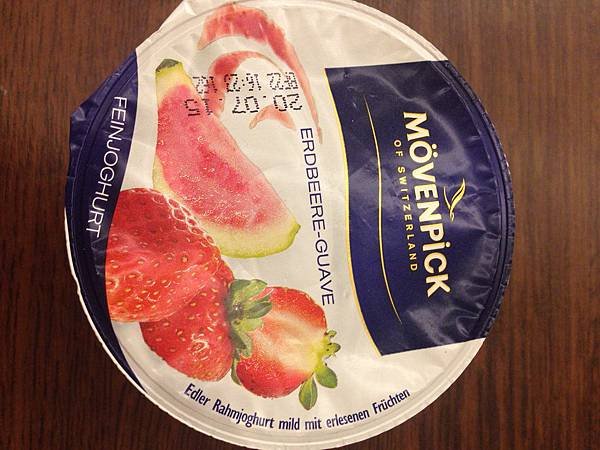 MÖVENPICK
OF SWITZERLAND
ERDBEERE-GUAVE
20.07.15
FEINJOGHURT
Edler Rahmjoghurt mild mit erlesenen Früchten